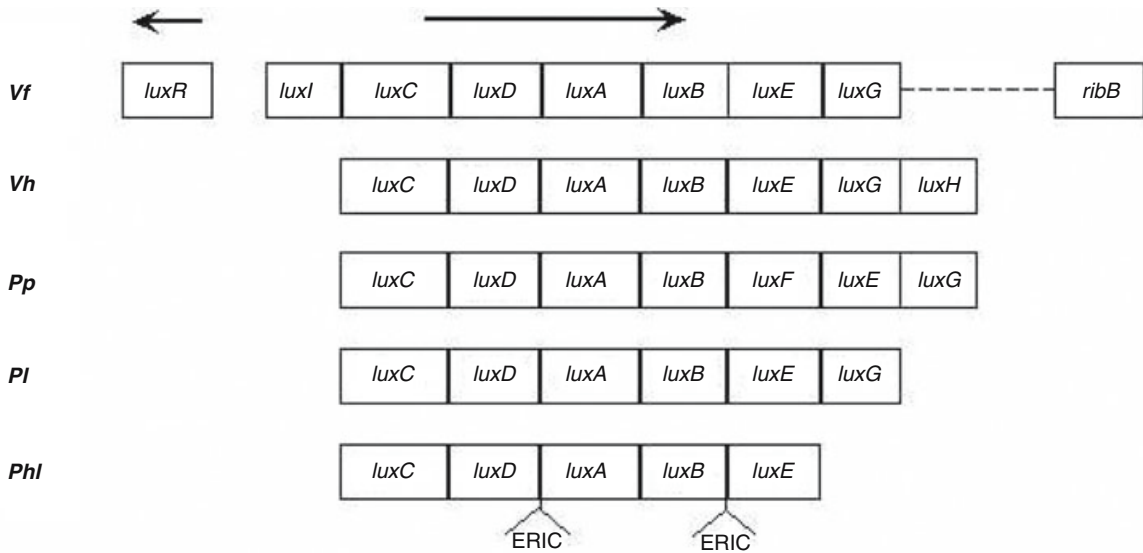 Vf luxR luxI luxC luxD luxA luxB luxE luxG ribB
Vh luxC luxD luxA luxB luxE luxG luxH
Pp luxC luxD luxA luxB luxF luxE luxG
Pl luxC luxD luxA luxB luxE luxG
Phl luxC luxD luxA luxB luxE
ERIC ERIC